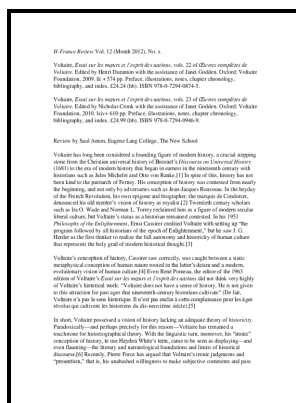 H-France Review Vol. 12 (Month 2012), No. x
Voltaire, Essai sur les mœurs et l'esprit des nations, vols. 22 of Œuvres complètes de
Voltaire. Edited by Henri Duranton with the assistance of Janet Godden. Oxford: Voltaire
Foundation, 2009. lii + 574 pp. Preface, illustrations, notes, chapter chronology,
bibliography, and index. £24.24 (hb). ISBN 978-0-7294-0874-5.
Voltaire, Essai sur les mœurs et l'esprit des nations, vols. 23 of Œuvres complètes de
Voltaire. Edited by Nicholas Cronk with the assistance of Janet Godden. Oxford: Voltaire
Foundation, 2010. lxiv+ 610 pp. Preface, illustrations, notes, chapter chronology,
bibliography, and index. £24.99 (hb). ISBN 978-0-7294-0946-9.
Review by Saul Anton, Eugene Lang College, The New School
Voltaire has long been considered a founding figure of modern history, a crucial stepping
stone from the Christian universal history of Bossuet's Discourse on Universal History
(1681) to the era of modern history that began in earnest in the nineteenth century with
historians such as Jules Michelet and Otto von Ranke.[1] In spite of this, history has not
been kind to the patriarch of Ferney. His conception of history was contested from nearly
the beginning, and not only by adversaries such as Jean-Jacques Rousseau. In the heyday
of the French Revolution, his own epigone and biographer, the marquis de Condorcet,
denounced his old mentor's vision of history as royalist.[2] Twentieth century scholars
such as Ira O. Wade and Norman L. Torrey reclaimed him as a figure of modern secular
liberal culture, but Voltaire's status as a historian remained contested. In his 1951
Philosophy of the Enlightenment, Ernst Cassirer credited Voltaire with setting up "the
program followed by all historians of the epoch of Enlightenment," but he saw J. G.
Herder as the first thinker to realize the full autonomy and historicity of human culture
that represents the holy grail of modern historical thought.[3]
Voltaire's conception of history, Cassirer saw correctly, was caught between a static
metaphysical conception of human nature rooted in the latter's deism and a modern,
evolutionary vision of human culture.[4] Even René Pomeau, the editor of the 1963
edition of Voltaire's Essai sur les mœurs et l'esprit des nations did not think very highly
of Voltaire's historical work: "Voltaire does not have a sense of history. He is not given
to this attraction for past ages that nineteenth-century historians cultivate" (De fait,
Voltaire n'a pas le sens historique. Il n'est pas enclin à cette complaisance pour les âges
révolus que cultivent les historiens du dix-neuvième siècle).[5]
In short, Voltaire possessed a vision of history lacking an adequate theory of historicity.
Paradoxically—and perhaps precisely for this reason—Voltaire has remained a
touchstone for historiographical theory. With the linguistic turn, moreover, his "ironic"
conception of history, to use Hayden White's term, came to be seen as displaying—and
even flaunting—the literary and narratological foundations and limits of historical
discourse.[6] Recently, Pierre Force has argued that Voltaire's ironic judgments and
"presentism," that is, his unabashed willingness to make subjective comments and pass